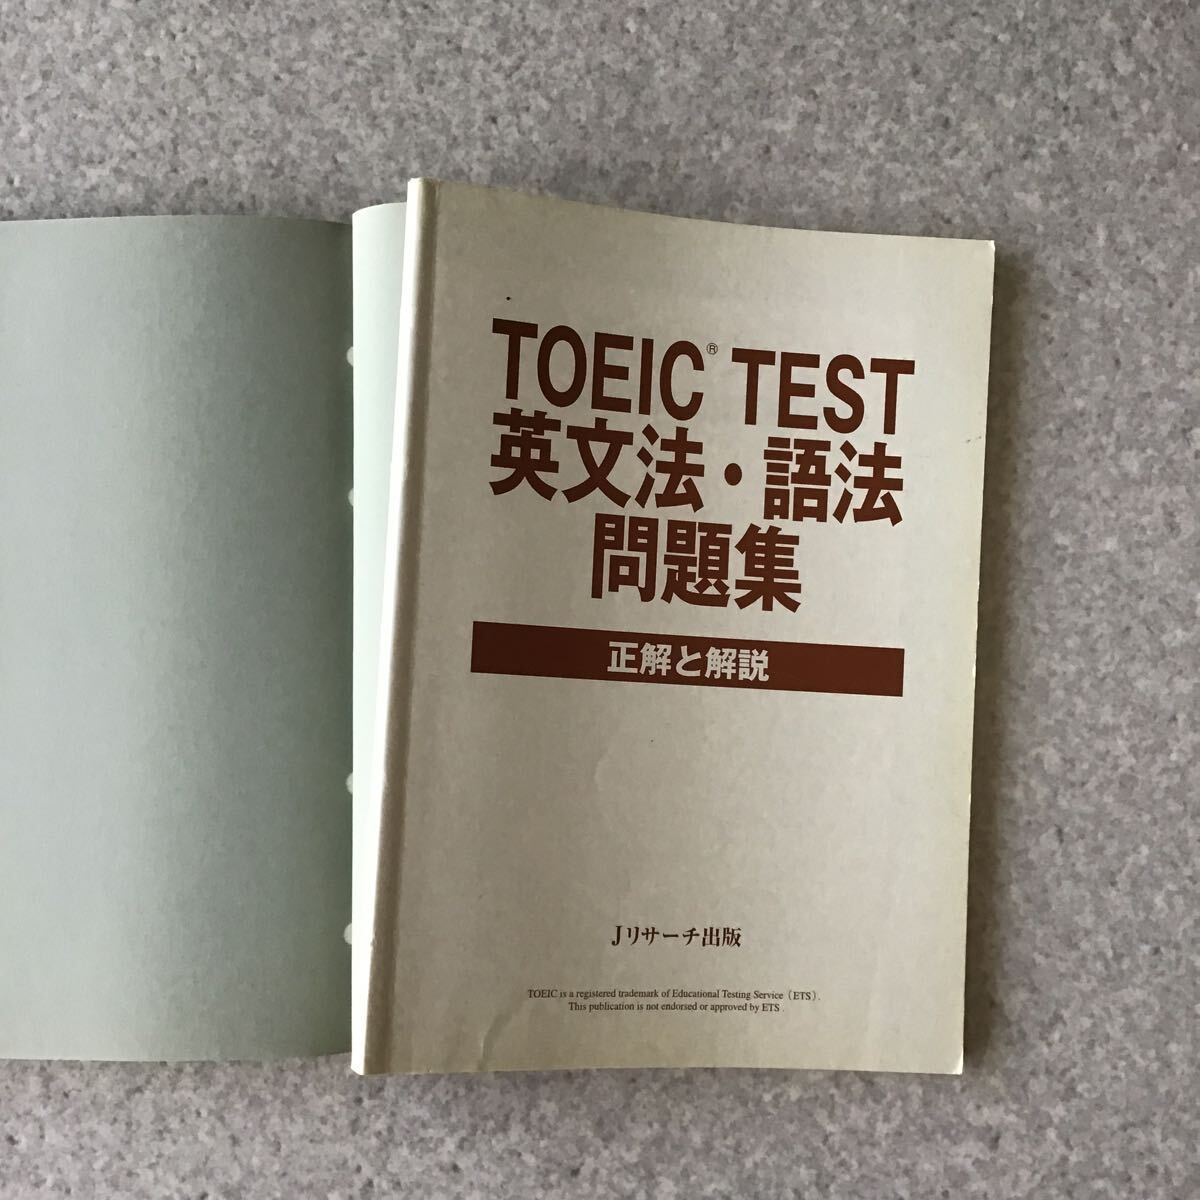 TOEIC® TEST
英文法・語法
問題集
正解と解説
Jリサーチ出版
TOEIC is a registered trademark of Educational Testing Service (ETS).
This publication is not endorsed or approved by ETS.